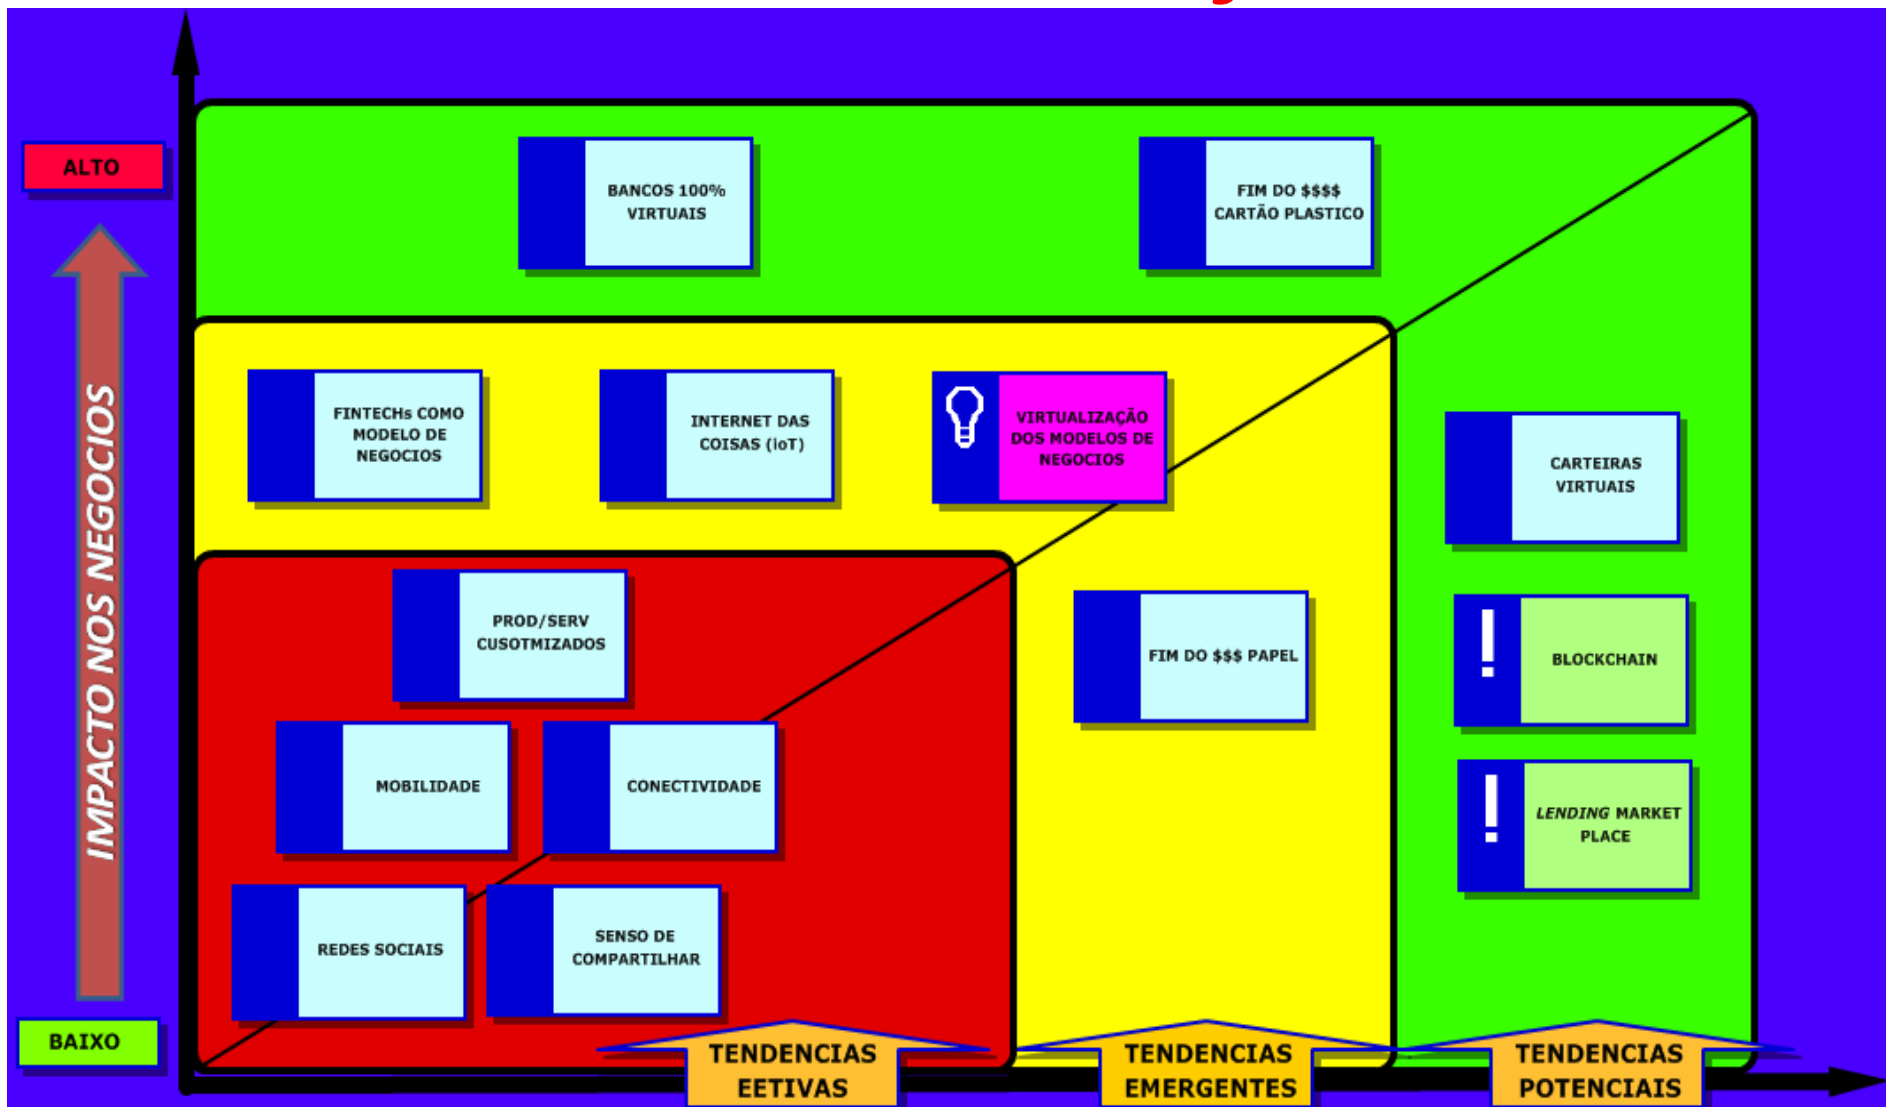 ALTO
BANCOS 100%
VIRTUAIS
FIM DO $$$$
CARTÃO PLASTICO
IMPACTO NOS NEGOCIOS
FINTECHs COMO
MODELO DE
NEGOCIOS
INTERNET DAS
COISAS (ioT)
VIRTUALIZAÇÃO
DOS MODELOS DE
NEGOCIOS
CARTEIRAS
VIRTUAIS
PROD/SERV
CUSOTMIZADOS
FIM DO $$$ PAPEL
!
BLOCKCHAIN
MOBILIDADE
CONECTIVIDADE
!
LENDING MARKET
PLACE
REDES SOCIAIS
SENSO DE
COMPARTILHAR
BAIXO
TENDENCIAS
EETIVAS
TENDENCIAS
EMERGENTES
TENDENCIAS
POTENCIAIS